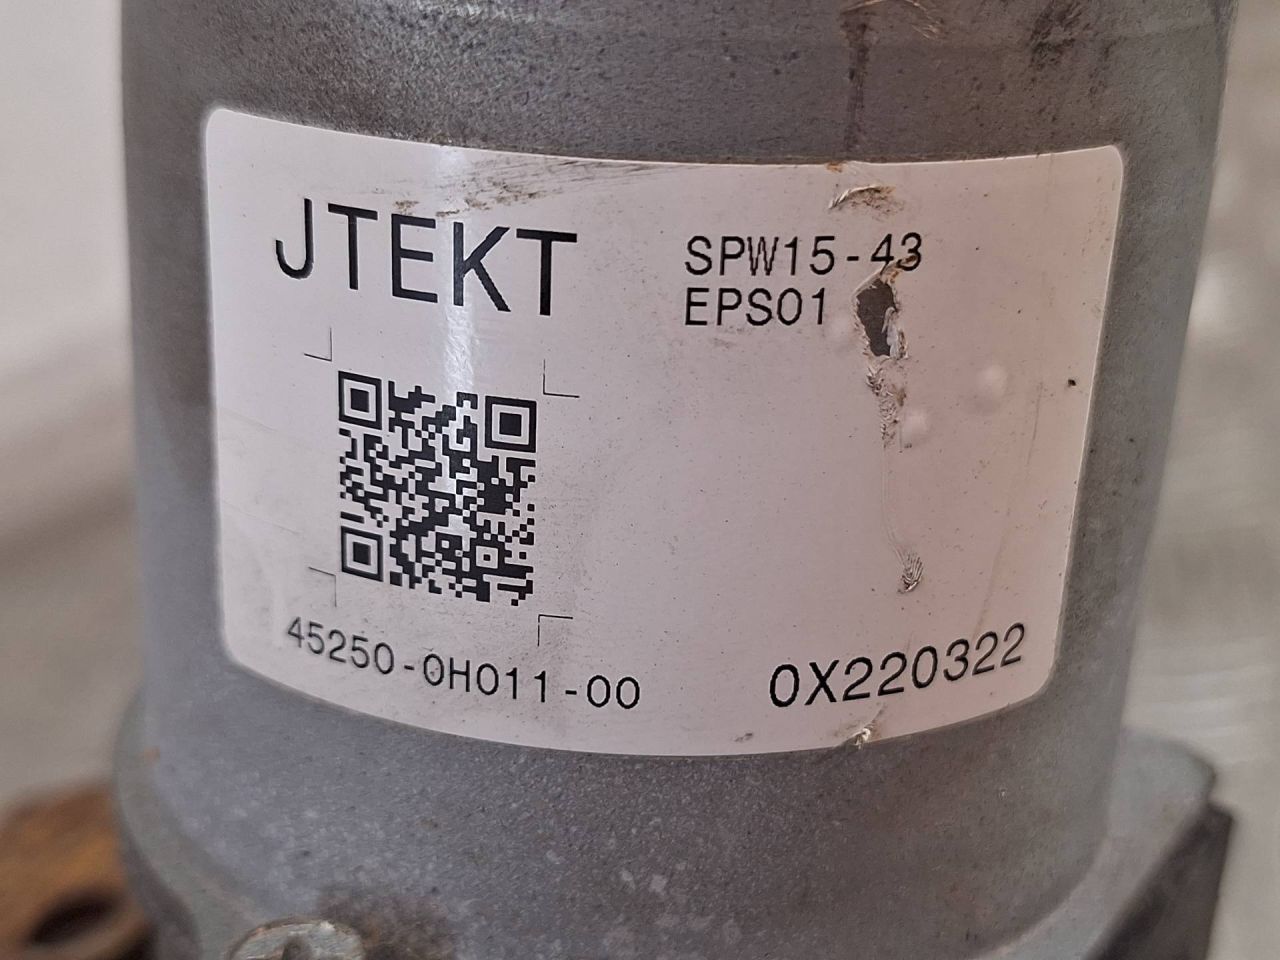 JTEKT
SPW15-43
EPS01
45250-0H011-00
0X220322